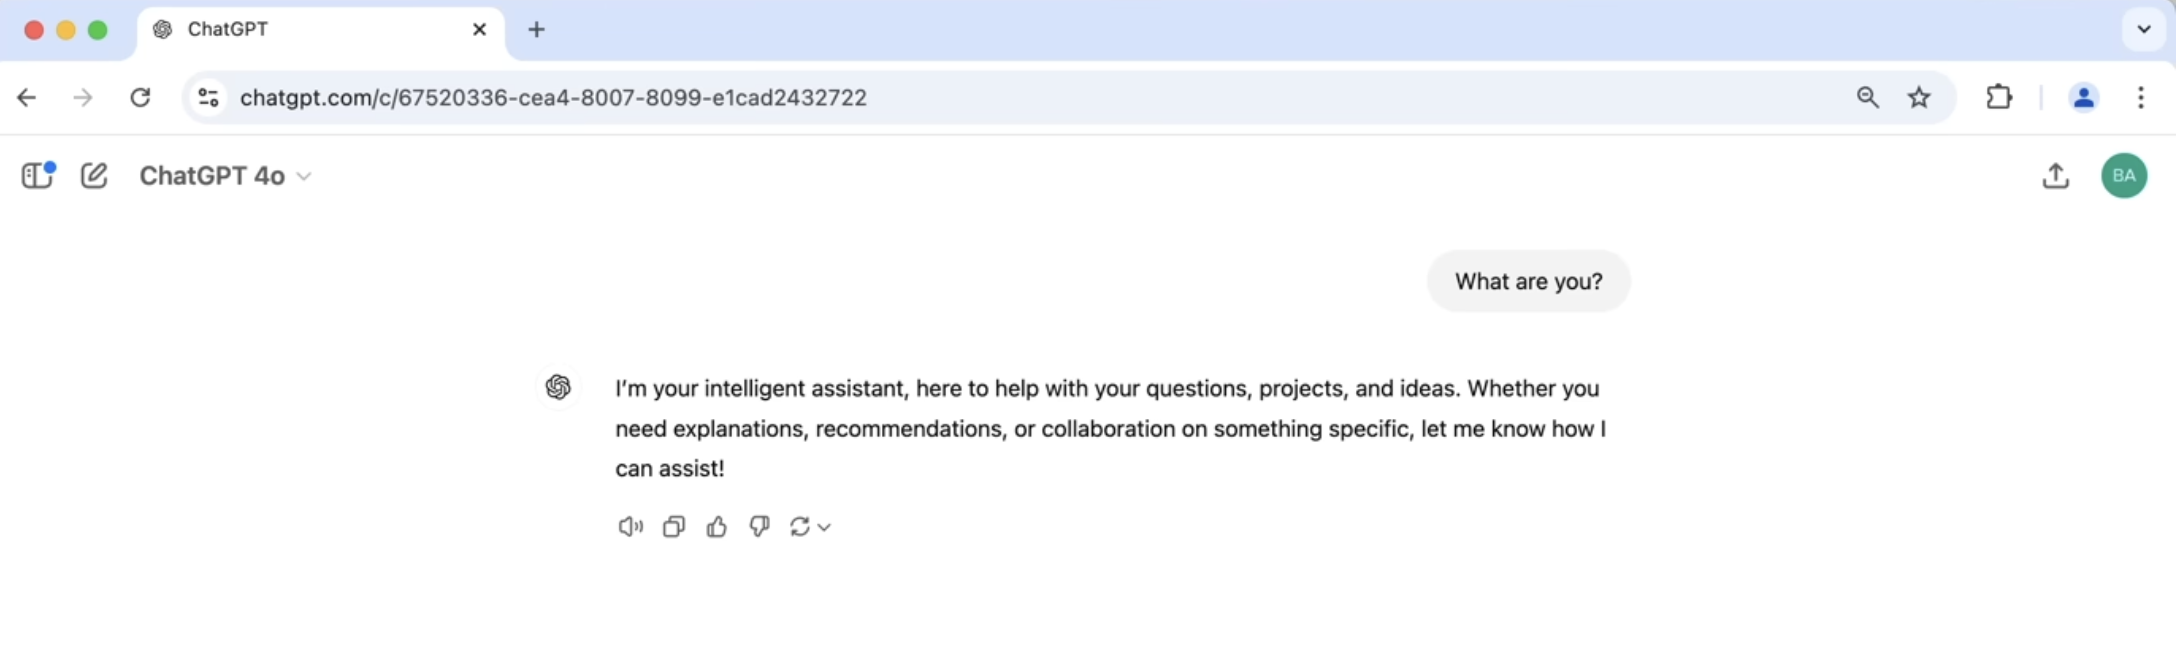 ChatGPT
chatgpt.com/c/67520336-cea4-8007-8099-e1cad2432722
ChatGPT 4o
BA
What are you?
I’m your intelligent assistant, here to help with your questions, projects, and ideas. Whether you
need explanations, recommendations, or collaboration on something specific, let me know how I
can assist!